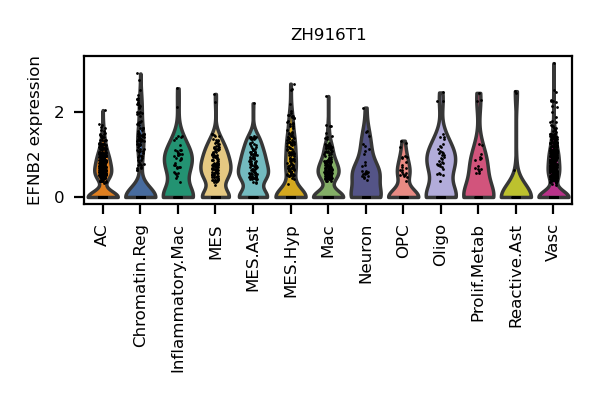 ZH916T1
EFNB2 expression
2
0
AC
Chromatin.Reg
Inflammatory.Mac
MES
MES.Ast
MES.Hyp
Mac
Neuron
OPC
Oligo
Prolif.Metab
Reactive.Ast
Vasc